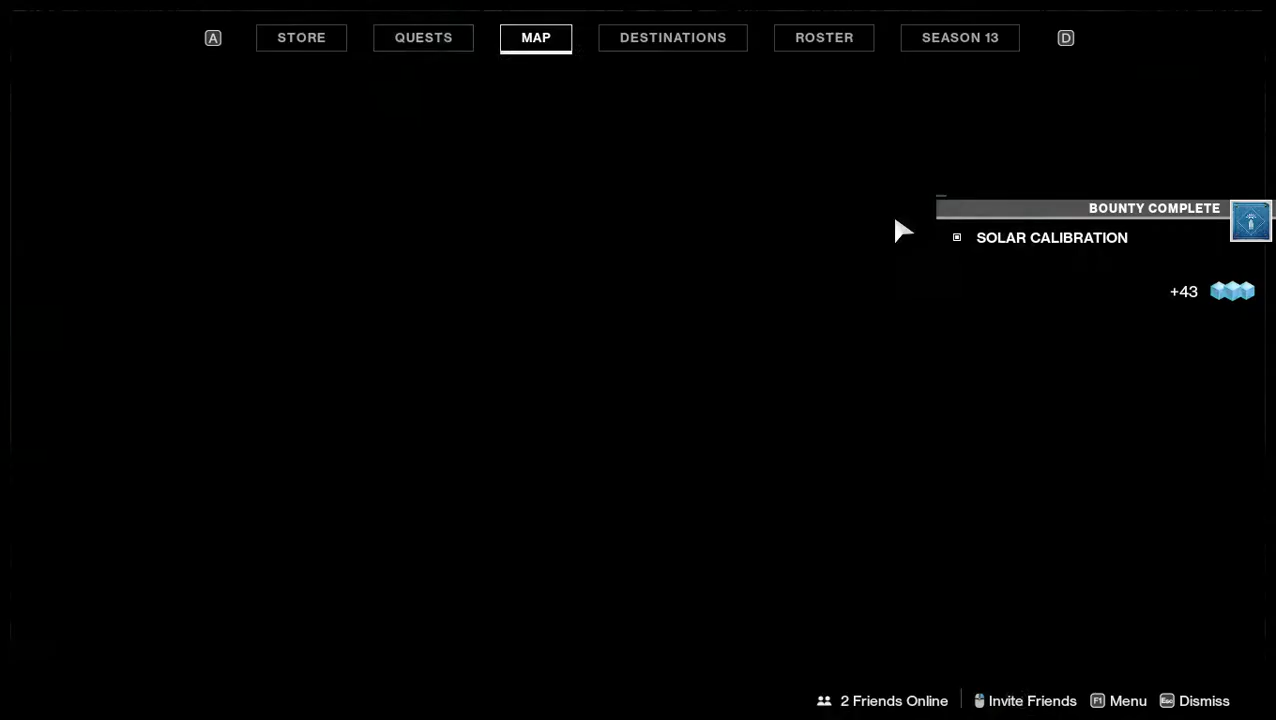 A STORE QUESTS MAP DESTINATIONS ROSTER SEASON 13 D
BOUNTY COMPLETE
SOLAR CALIBRATION
+43
2 Friends Online Invite Friends F1 Menu Esc Dismiss